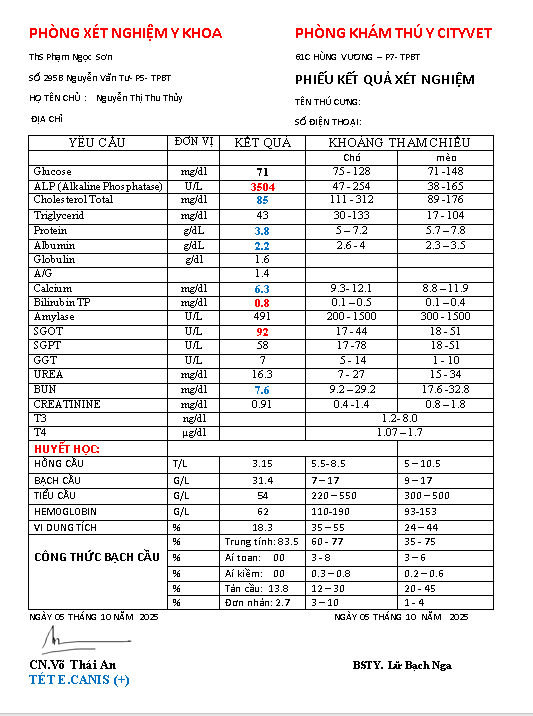 PHÒNG XÉT NGHIỆM Y KHOA
PHÒNG KHÁM THÚ Y CITYVET
ThS Phạm Ngọc Sơn
61C HÙNG VƯƠNG – P7- TPBT
SỐ 295B Nguyễn Văn Tư- P5- TPBT
PHIẾU KẾT QUẢ XÉT NGHIỆM
HỌ TÊN CHỦ : Nguyễn Thị Thu Thủy
TÊN THÚ CƯNG:
ĐỊA CHỈ
SỐ ĐIỆN THOẠI:
YÊU CẦU ĐƠN VỊ KẾT QUẢ KHOẢNG THAM CHIẾU
Chó mèo
Glucose mg/dl 71 75 - 128 71 -148
ALP (Alkaline Phosphatase) U/L 3504 47 - 254 38 -165
Cholesterol Total mg/dl 85 111 - 312 89 -176
Triglycerid mg/dl 43 30 -133 17 - 104
Protein g/dL 3.8 5 – 7.2 5.7 – 7.8
Albumin g/dL 2.2 2.6 - 4 2.3 – 3.5
Globulin g/dl 1.6
A/G 1.4
Calcium mg/dl 6.3 9.3- 12.1 8.8 – 11.9
Bilirubin TP mg/dl 0.8 0.1 – 0.5 0.1 – 0.4
Amylase U/L 491 200 - 1500 300 - 1500
SGOT U/L 92 17 - 44 18 - 51
SGPT U/L 58 17 -78 18 -51
GGT U/L 7 5 - 14 1 - 10
UREA mg/dl 16.3 7 - 27 15 - 34
BUN mg/dl 7.6 9.2 – 29.2 17.6 -32.8
CREATININE mg/dl 0.91 0.4 -1.4 0.8 – 1.8
T3 ng/dl 1.2- 8.0
T4 µg/dl 1.07 – 1.7
HUYẾT HỌC:
HỒNG CẦU T/L 3.15 5.5-8.5 5 – 10.5
BẠCH CẦU G/L 31.4 7 – 17 9 – 17
TIỂU CẦU G/L 54 220 – 550 300 – 500
HEMOGLOBIN G/L 62 110-190 93-153
VI DUNG TÍCH % 18.3 35 – 55 24 – 44
CÔNG THỨC BẠCH CẦU % Trung tính: 83.5 60 - 77 35 - 75
% Aí toan: 00 3 - 8 3 – 6
% Aí kiềm: 00 0.3 – 0.8 0.2 – 0.6
% Tân cầu: 13.8 12 – 30 20 - 45
% Đơn nhân: 2.7 3 – 10 1 - 4
NGÀY 05 THÁNG 10 NĂM 2025
NGÀY 05 THÁNG 10 NĂM 2025
CN.Võ Thái An
BSTY. Lữ Bạch Nga
TÉT E.CANIS (+)